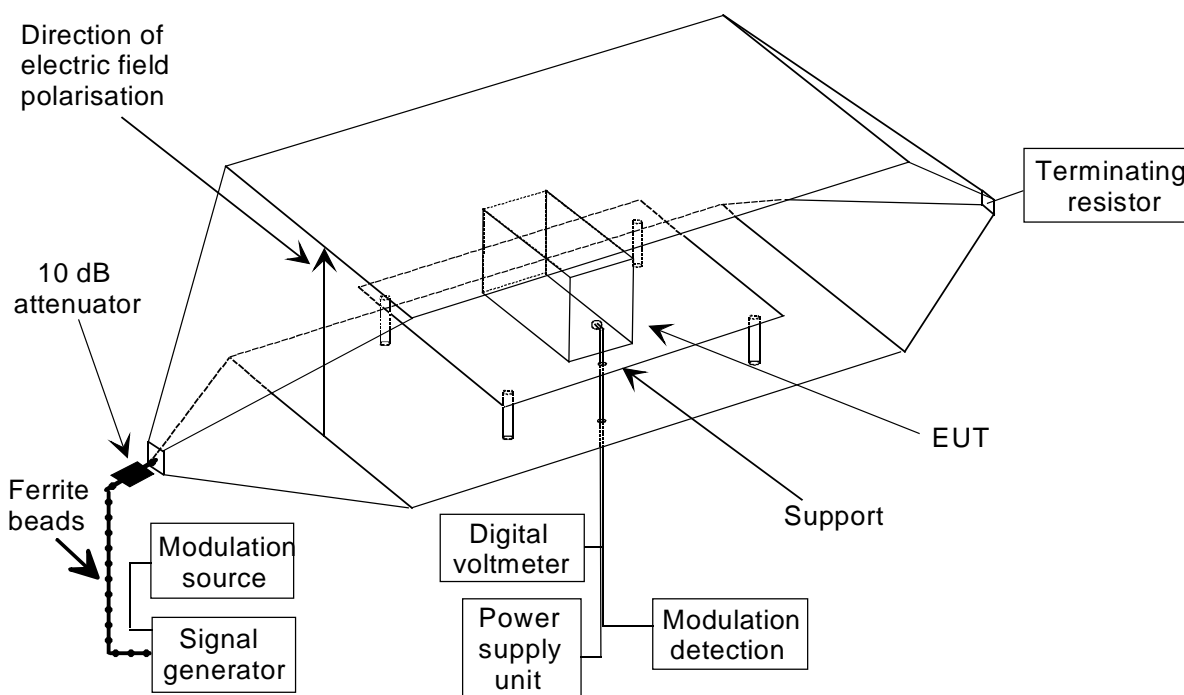 Direction of
electric field
polarisation
Terminating
resistor
10 dB
attenuator
EUT
Support
Ferrite
beads
Modulation
source
Signal
generator
Digital
voltmeter
Power
supply
unit
Modulation
detection